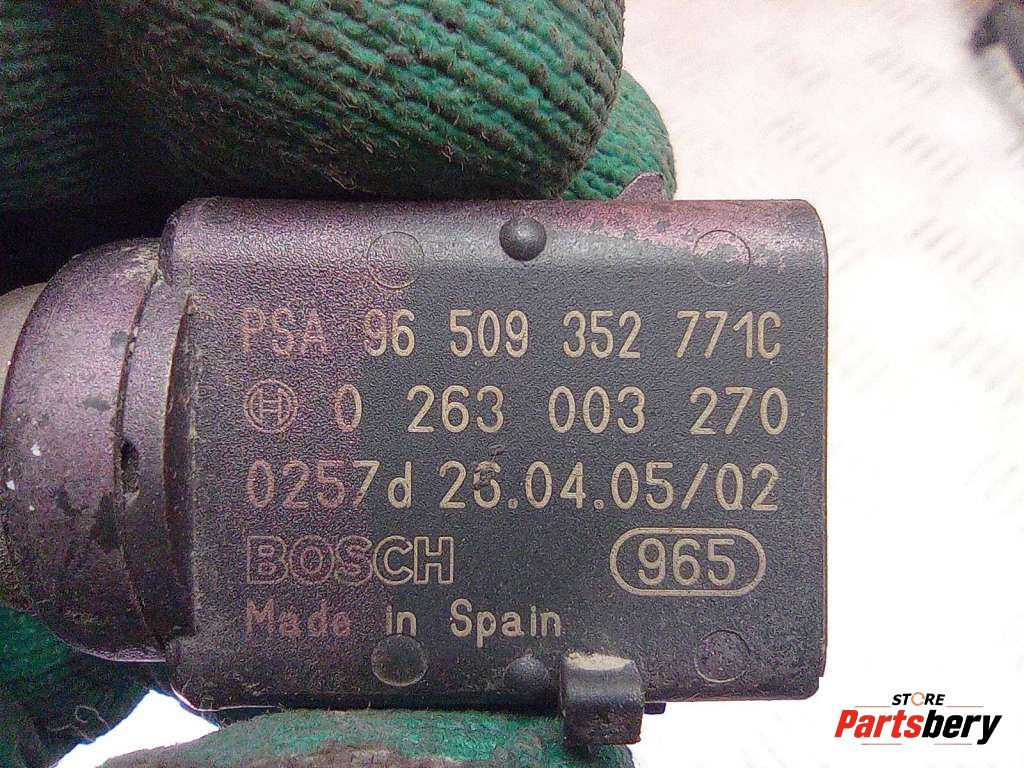 PSA 96 509 352 771C
0 263 003 270
0257d 26.04.05/Q2
BOSCH 965
Made in Spain
STORE
Partsbery